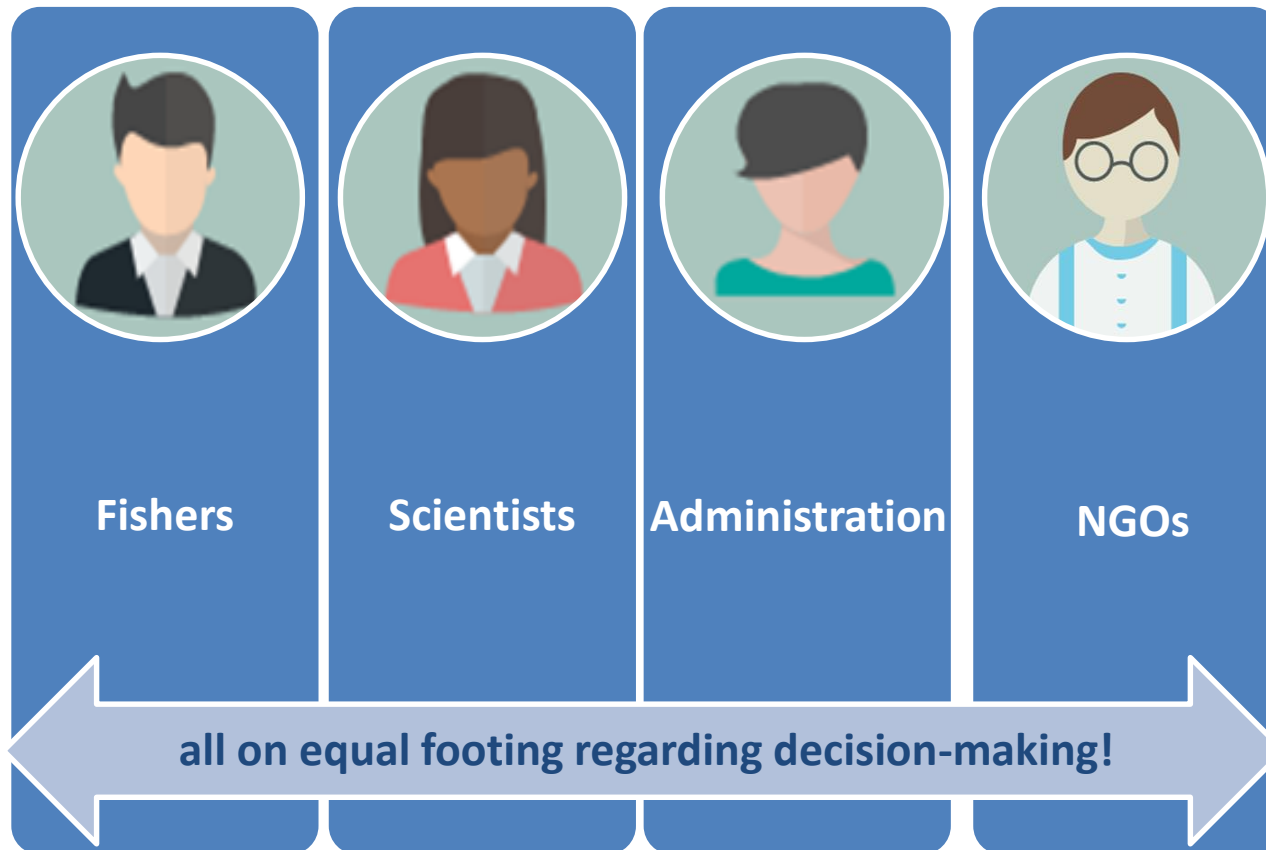 Fishers
Scientists
Administration
NGOs
all on equal footing regarding decision-making!